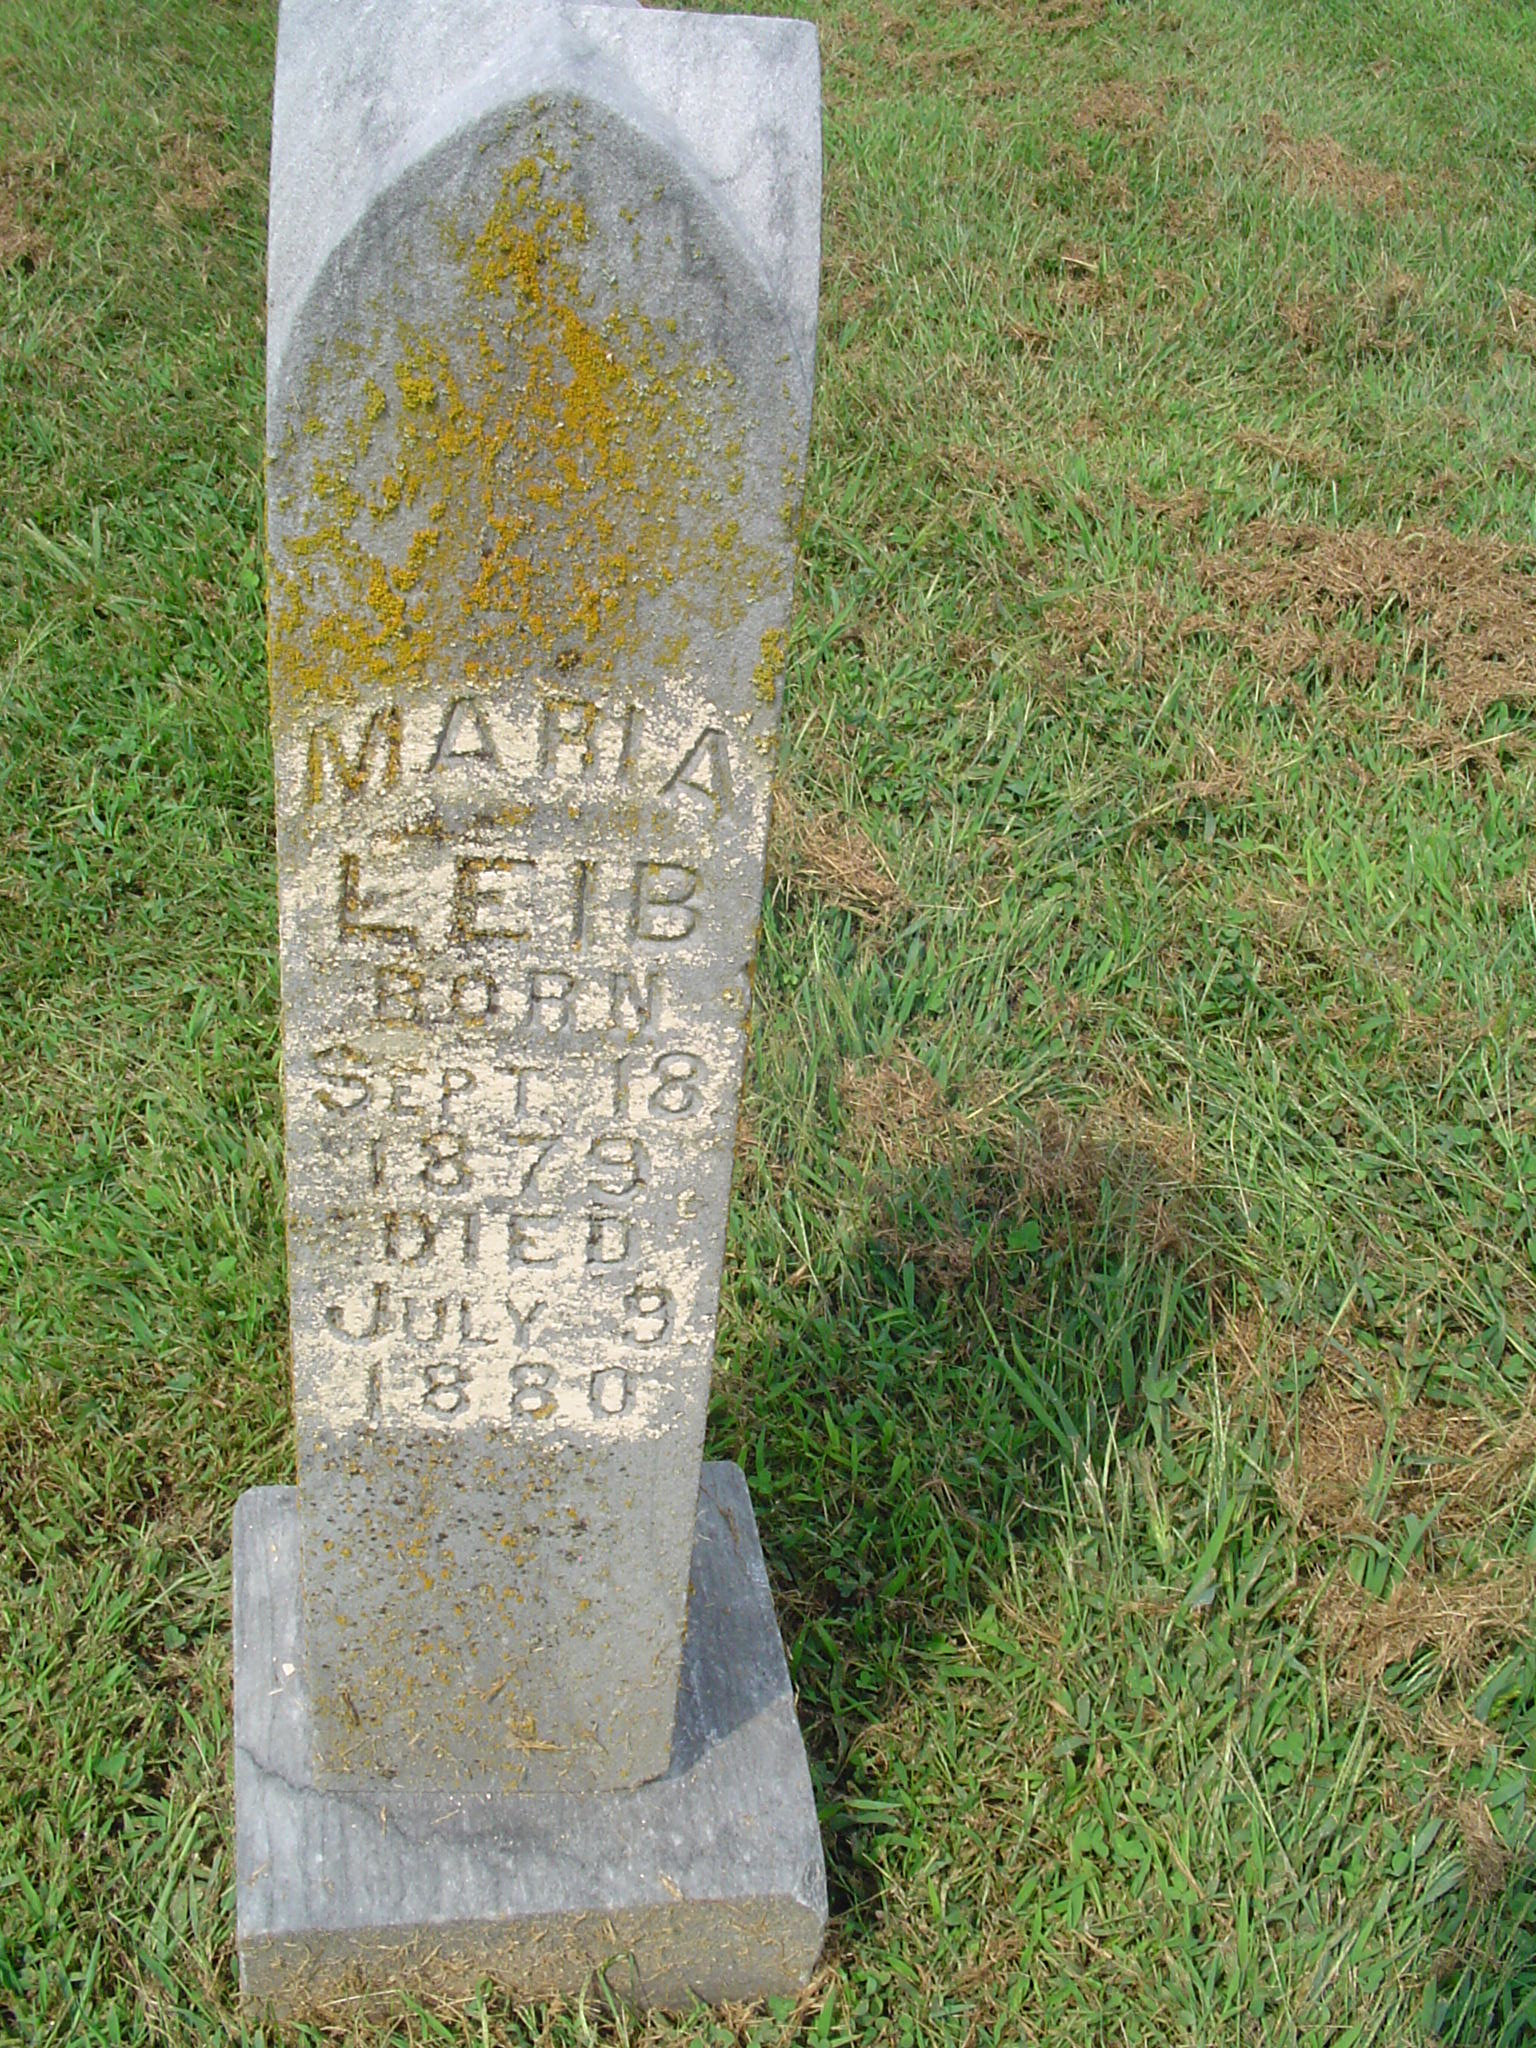 MARIA
LEIB
BORN
SEPT. 18
1879
DIED
JULY 9
1880